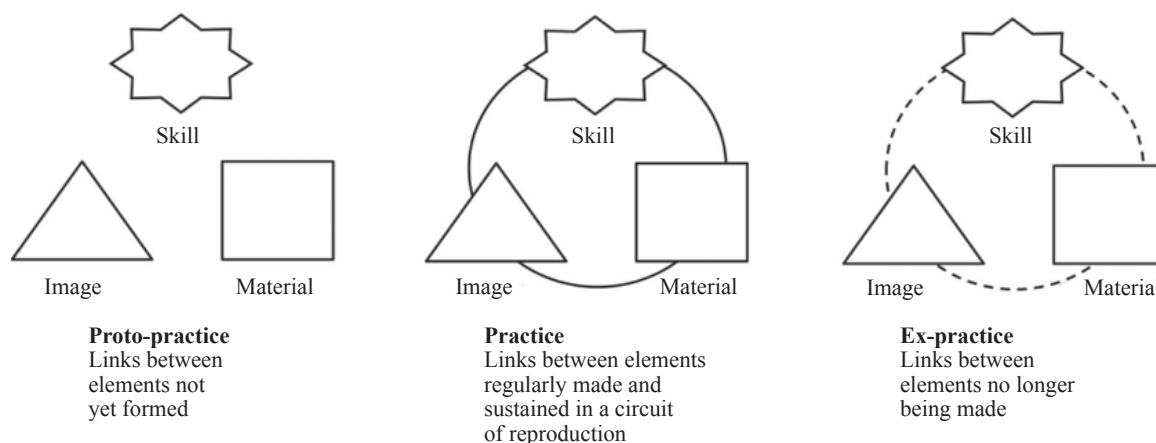 Skill
Image
Material
Proto-practice
Links between
elements not
yet formed
Skill
Image
Material
Practice
Links between elements
regularly made and
sustained in a circuit
of reproduction
Skill
Image
Materia
Ex-practice
Links between
elements no longer
being made